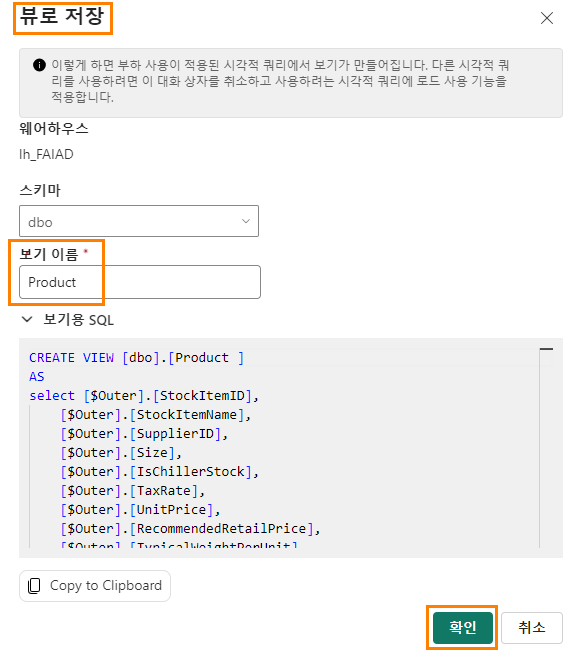 뷰로 저장
이렇게 하면 부하 사용이 적용된 시각적 쿼리에서 보기가 만들어집니다. 다른 시각적 쿼
리를 사용하려면 이 대화 상자를 취소하고 사용하려는 시각적 쿼리에 로드 사용 기능을
적용합니다.
웨어하우스
lh_FAIAD
스키마
dbo
보기 이름 *
Product
보기용 SQL
CREATE VIEW [dbo].[Product ]
AS
select [$Outer].[StockItemID],
[$Outer].[StockItemName],
[$Outer].[SupplierID],
[$Outer].[Size],
[$Outer].[IsChillerStock],
[$Outer].[TaxRate],
[$Outer].[UnitPrice],
[$Outer].[RecommendedRetailPrice],
[$Outer].[TypicalWeightPerUnit]
Copy to Clipboard
확인
취소